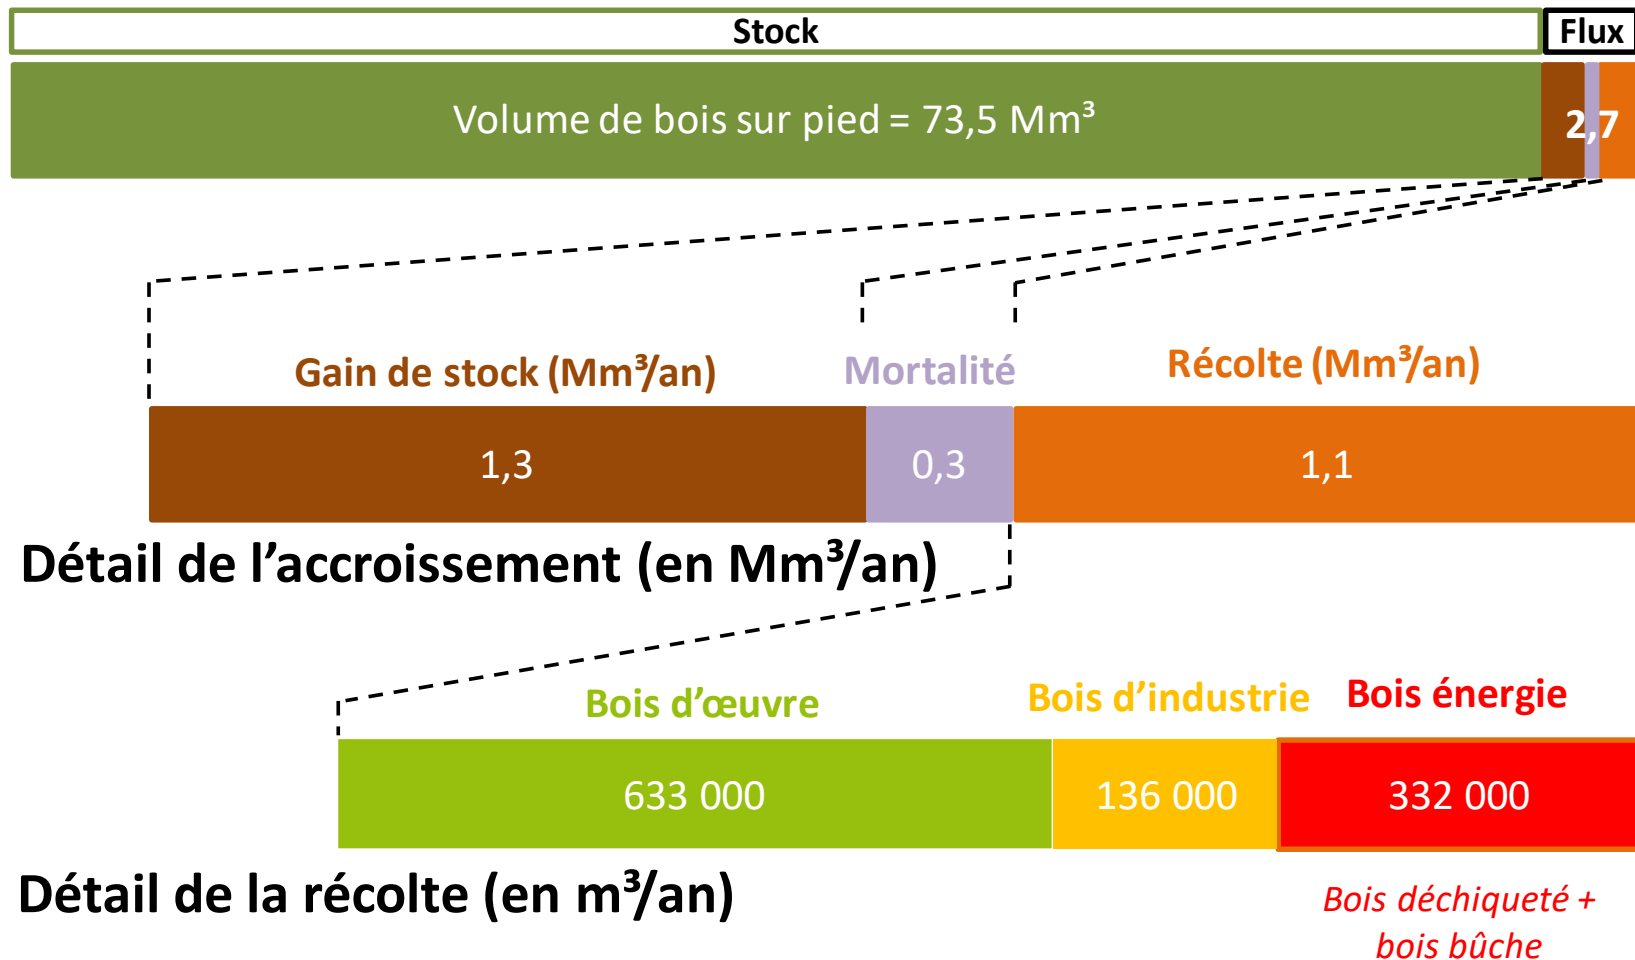 Stock
Flux
Volume de bois sur pied = 73,5 Mm³
2,7
Gain de stock (Mm³/an)
Mortalité
Récolte (Mm³/an)
1,3
0,3
1,1
Détail de l’accroissement (en Mm³/an)
Bois d’œuvre
Bois d’industrie
Bois énergie
633 000
136 000
332 000
Détail de la récolte (en m³/an)
Bois déchiqueté +
bois bûche